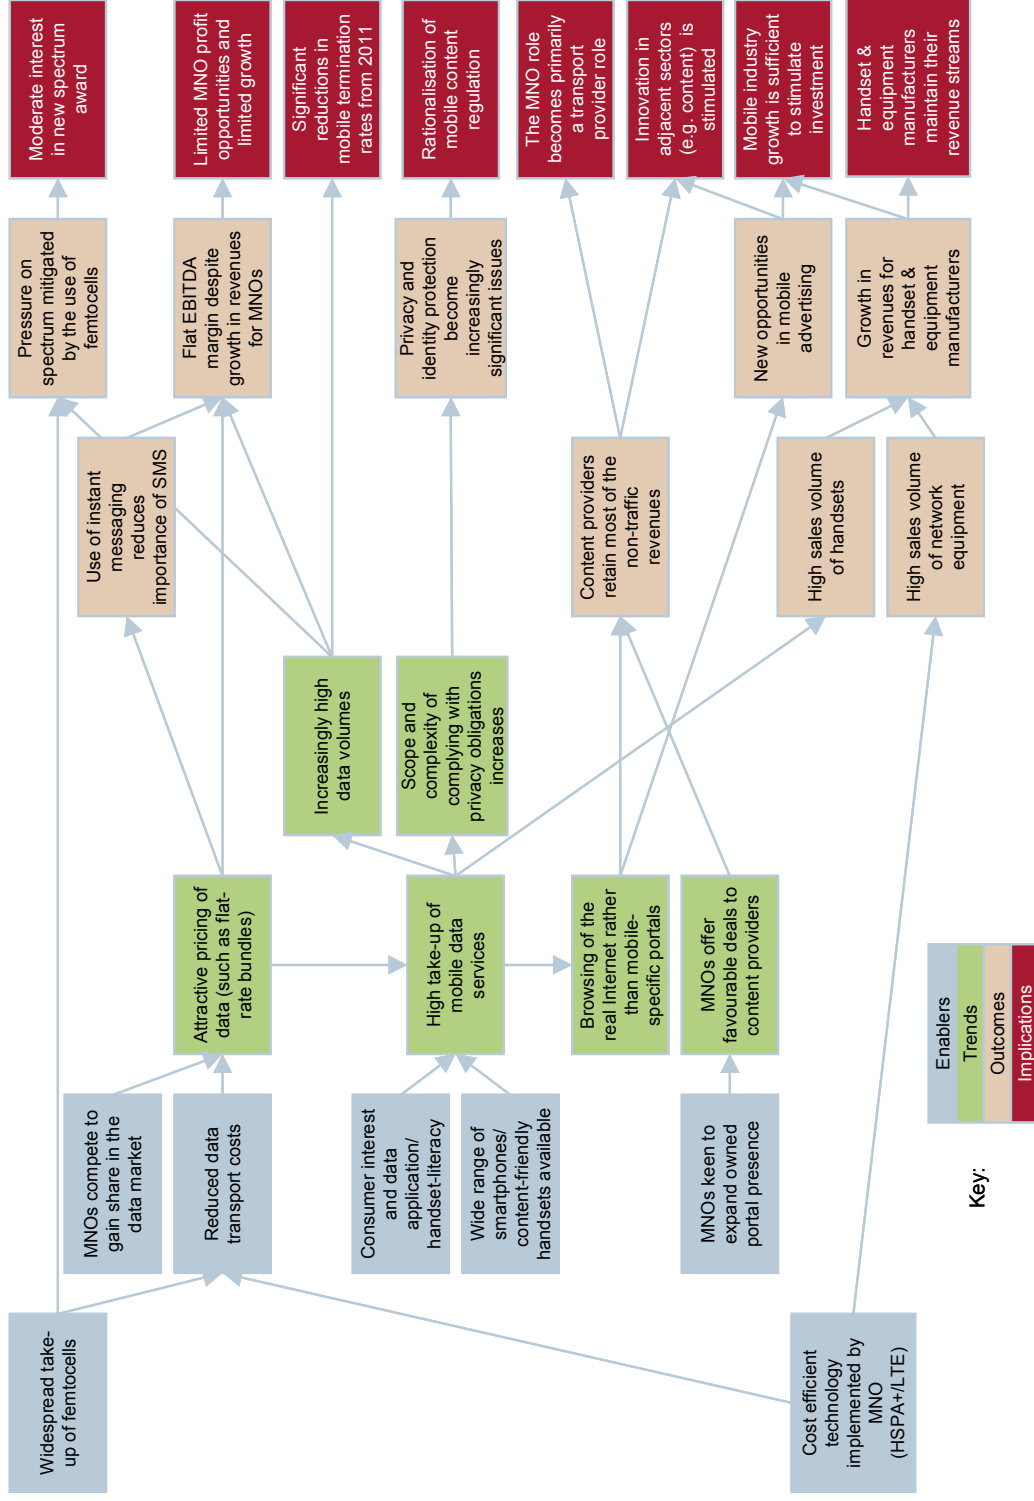 Widespread take-
up of femtocells
Cost efficient
technology
implemented by
MNO
(HSPA+/LTE)
MNOs compete to
gain share in the
data market
Reduced data
transport costs
Consumer interest
and data
application/
handset-literacy
Wide range of
smartphones/
content-friendly
handsets available
MNOs keen to
expand owned
portal presence
Attractive pricing of
data (such as flat-
rate bundles)
High take-up of
mobile data
services
Browsing of the
real Internet rather
than mobile-
specific portals
MNOs offer
favourable deals to
content providers
Increasingly high
data volumes
Scope and
complexity of
complying with
privacy obligations
increases
Use of instant
messaging
reduces
importance of SMS
Content providers
retain most of the
non-traffic
revenues
High sales volume
of handsets
High sales volume
of network
equipment
Pressure on
spectrum mitigated
by the use of
femtocells
Flat EBITDA
margin despite
growth in revenues
for MNOs
Privacy and
identity protection
become
increasingly
significant issues
New opportunities
in mobile
advertising
Growth in
revenues for
handset &
equipment
manufacturers
Moderate interest
in new spectrum
award
Limited MNO profit
opportunities and
limited growth
Significant
reductions in
mobile termination
rates from 2011
Rationalisation of
mobile content
regulation
The MNO role
becomes primarily
a transport
provider role
Innovation in
adjacent sectors
(e.g. content) is
stimulated
Mobile industry
growth is sufficient
to stimulate
investment
Handset &
equipment
manufacturers
maintain their
revenue streams
Key:
Enablers
Trends
Outcomes
Implications